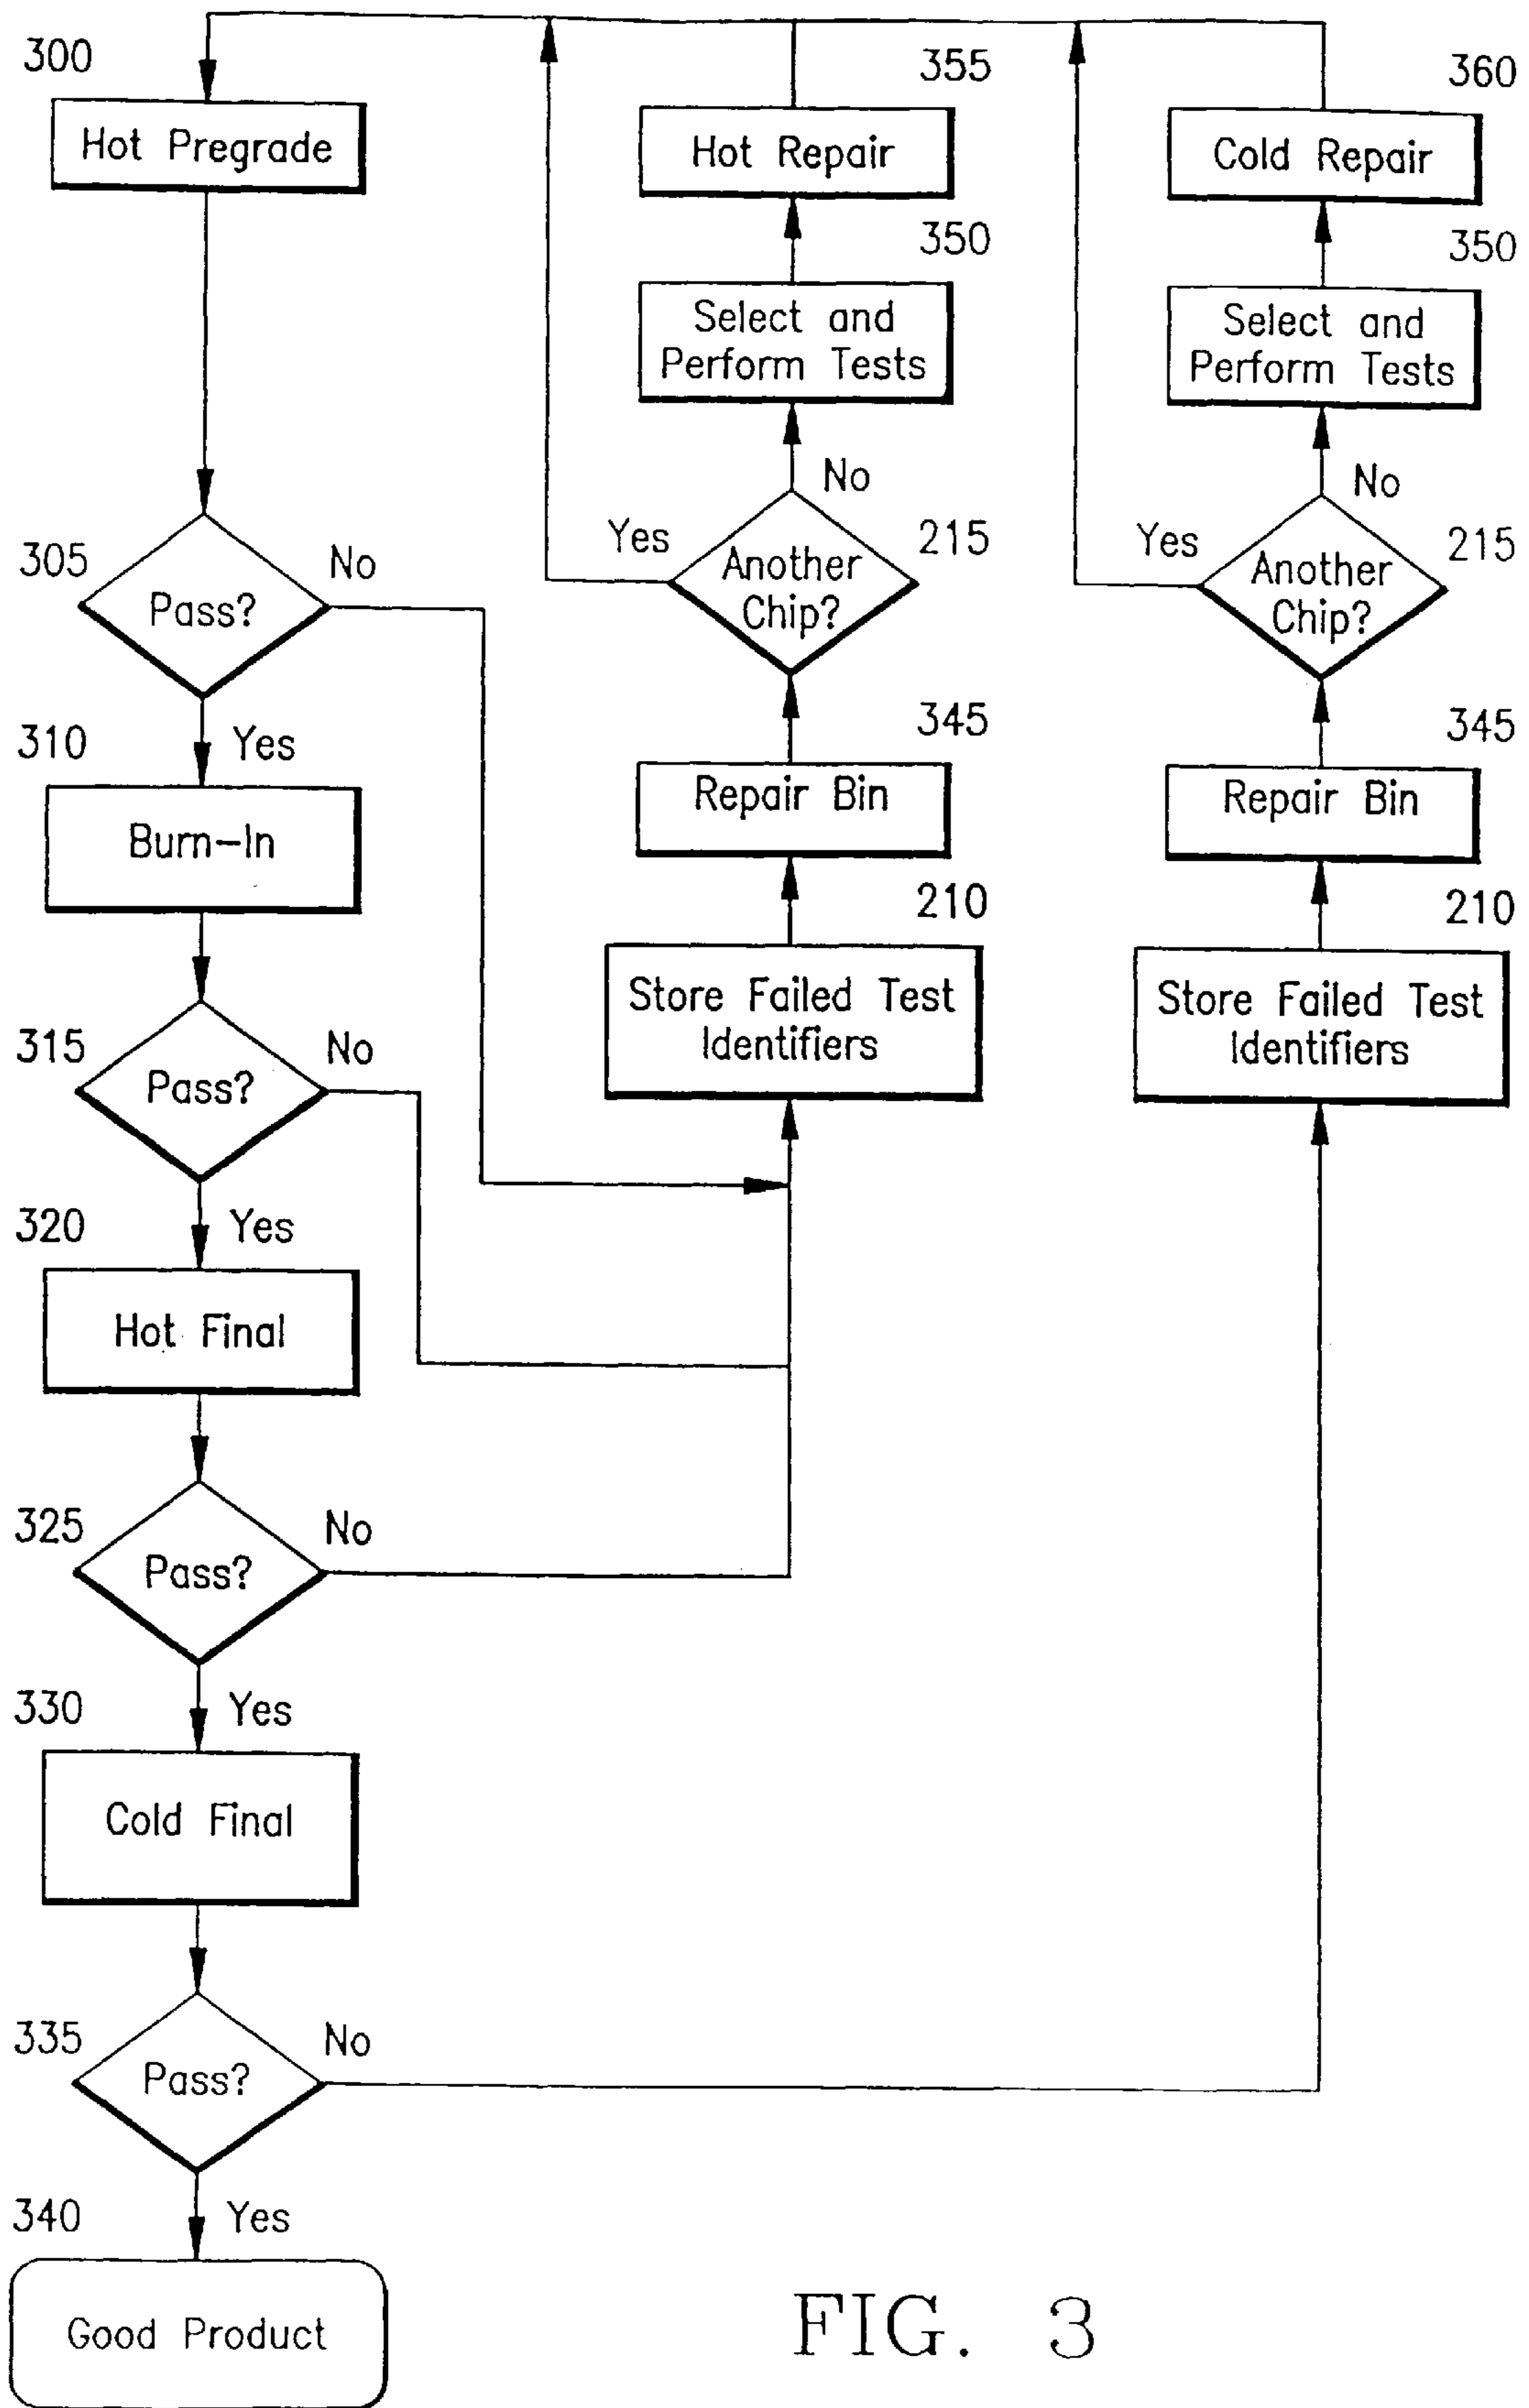 300
Hot Pregrade
305
Pass?
No
Yes
310
Burn-In
315
Pass?
No
Yes
320
Hot Final
325
Pass?
No
Yes
330
Cold Final
335
Pass?
No
Yes
340
Good Product
355
Hot Repair
350
Select and
Perform Tests
No
Yes
Another
Chip?
215
345
Repair Bin
210
Store Failed Test
Identifiers
360
Cold Repair
350
Select and
Perform Tests
No
Yes
Another
Chip?
215
345
Repair Bin
210
Store Failed Test
Identifiers
FIG. 3